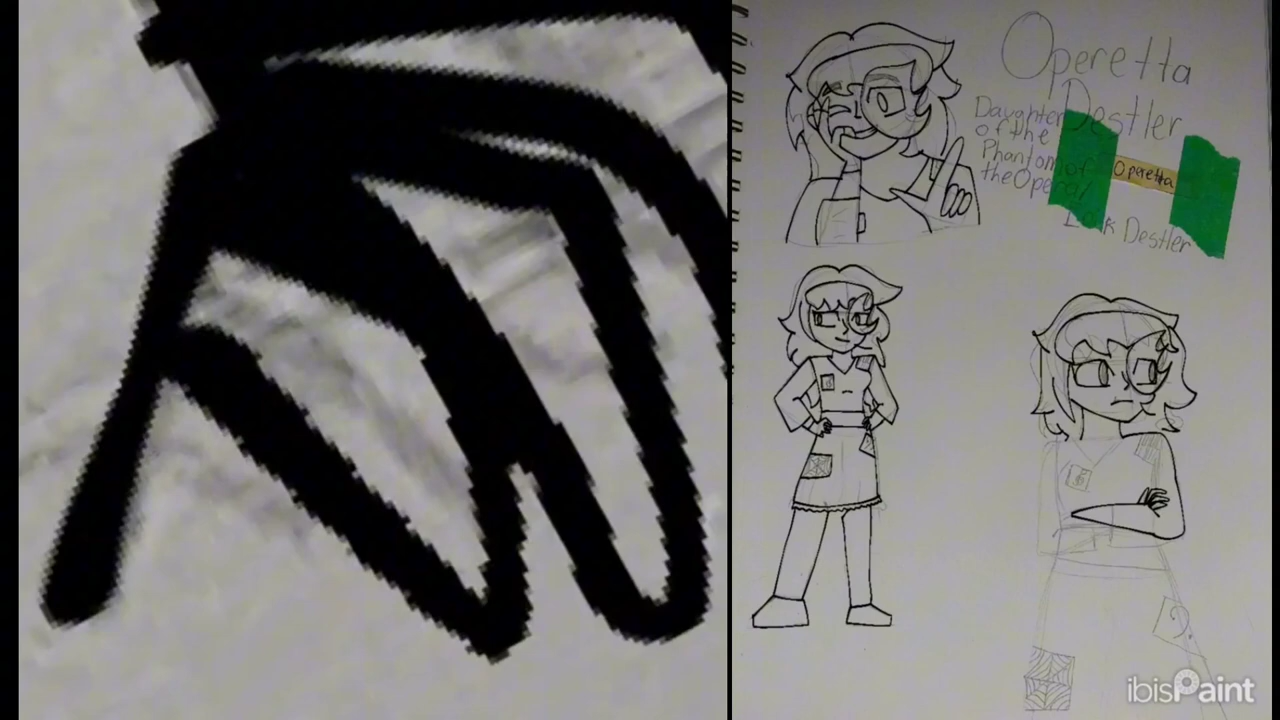 Operetta
Destler
Daughter
of the
Phantom of
the Opera/
Operetta
Destler
ibisPaint